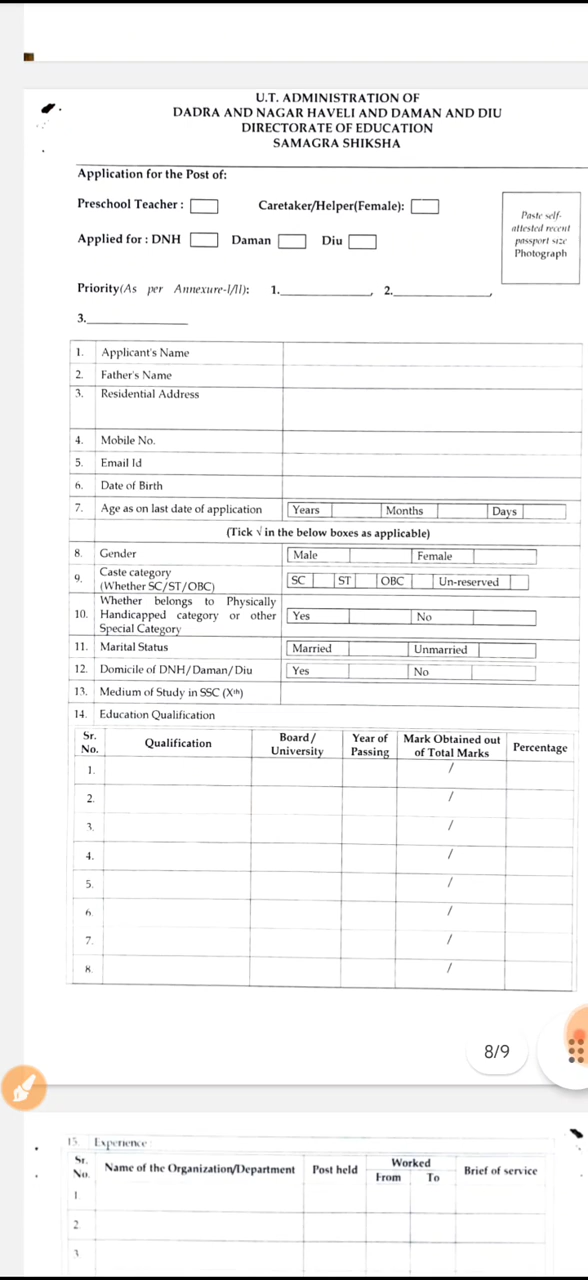 U.T. ADMINISTRATION OF
DADRA AND NAGAR HAVELI AND DAMAN AND DIU
DIRECTORATE OF EDUCATION
SAMAGRA SHIKSHA
Application for the Post of:
Preschool Teacher : Caretaker/Helper(Female):
Applied for : DNH Daman Diu
Paste self-
attested recent
passport size
Photograph
Priority(As per Annexure-I/II): 1.____________, 2.____________,
3.____________
1. Applicant's Name
2. Father's Name
3. Residential Address
4. Mobile No.
5. Email Id
6. Date of Birth
7. Age as on last date of application Years Months Days
(Tick √ in the below boxes as applicable)
8. Gender Male Female
9. Caste category
(Whether SC/ST/OBC) SC ST OBC Un-reserved
10. Whether belongs to Physically
Handicapped category or other
Special Category Yes No
11. Marital Status Married Unmarried
12. Domicile of DNH/Daman/Diu Yes No
13. Medium of Study in SSC (Xth)
14. Education Qualification
Sr. No. Qualification Board/ University Year of Passing Mark Obtained out of Total Marks Percentage
1. /
2. /
3. /
4. /
5. /
6. /
7. /
8. /
8/9
15. Experience
Sr. No. Name of the Organization/Department Post held Worked From To Brief of service
1
2
3